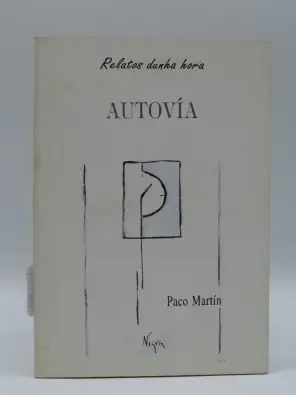 Relatos dunha hora
AUTOVÍA
Paco Martín